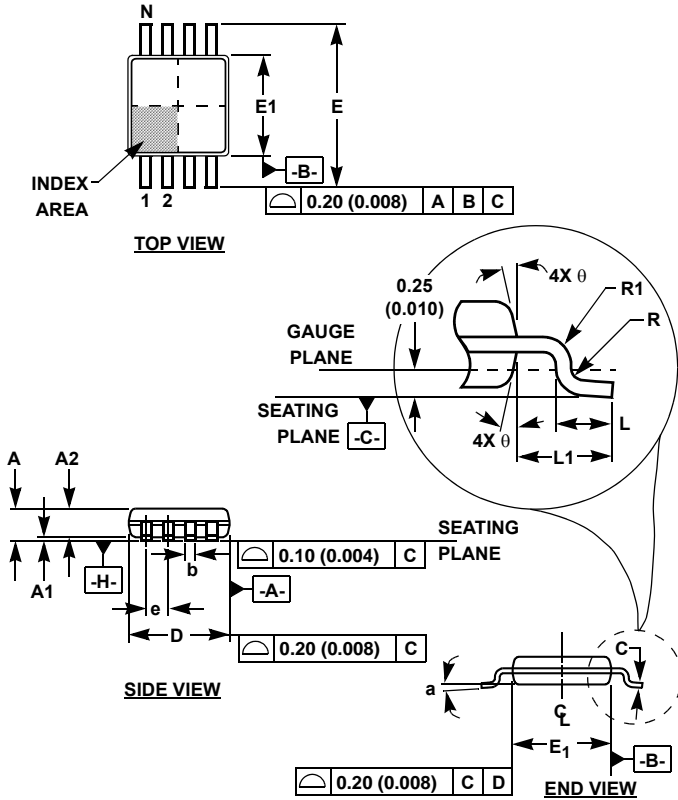 N
E1
E
-B-
INDEX
AREA
1 2
0.20 (0.008) A B C
TOP VIEW
0.25
(0.010)
4X θ
R1
R
GAUGE
PLANE
SEATING
PLANE -C-
4X θ
L
L1
A A2
SEATING
PLANE
0.10 (0.004) C
A1
-H-
b
-A-
e
D
0.20 (0.008) C
SIDE VIEW
C
a
CL
E1
-B-
0.20 (0.008) C D
END VIEW